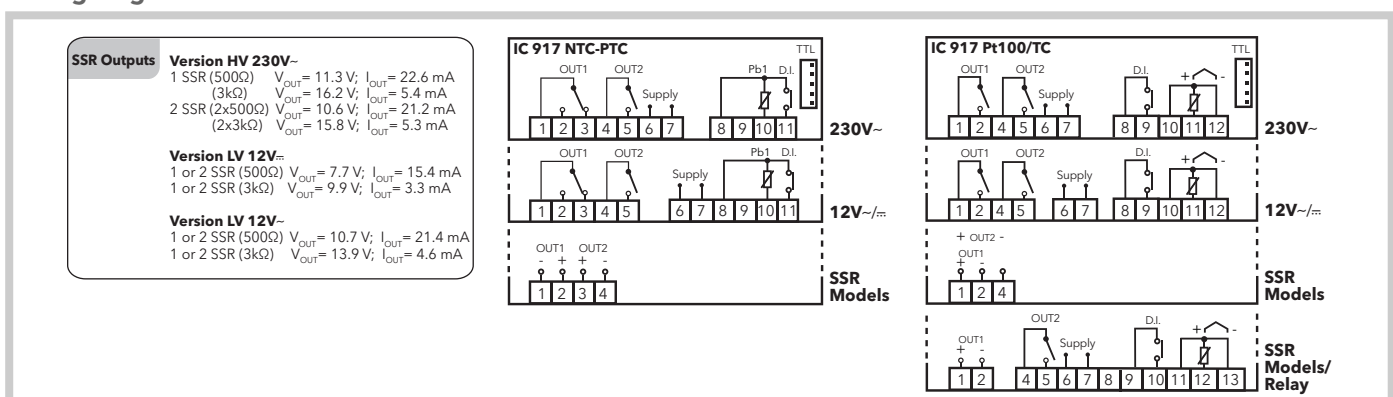 SSR Outputs
Version HV 230V~
1 SSR (500Ω) VOUT= 11.3 V; IOUT= 22.6 mA
(3kΩ) VOUT= 16.2 V; IOUT= 5.4 mA
2 SSR (2x500Ω) VOUT= 10.6 V; IOUT= 21.2 mA
(2x3kΩ) VOUT= 15.8 V; IOUT= 5.3 mA
Version LV 12V⎓
1 or 2 SSR (500Ω) VOUT= 7.7 V; IOUT= 15.4 mA
1 or 2 SSR (3kΩ) VOUT= 9.9 V; IOUT= 3.3 mA
Version LV 12V~
1 or 2 SSR (500Ω) VOUT= 10.7 V; IOUT= 21.4 mA
1 or 2 SSR (3kΩ) VOUT= 13.9 V; IOUT= 4.6 mA
IC 917 NTC-PTC TTL
OUT1 OUT2 Pb1 D.I.
Supply
1 2 3 4 5 6 7 8 9 10 11 230V~
OUT1 OUT2 Pb1 D.I.
Supply
1 2 3 4 5 6 7 8 9 10 11 12V~/⎓
OUT1 OUT2
- + + -
1 2 3 4
SSR
Models
IC 917 Pt100/TC TTL
OUT1 OUT2 D.I. + -
Supply
1 2 4 5 6 7 8 9 10 11 12 230V~
OUT1 OUT2 D.I. + -
Supply
1 2 4 5 6 7 8 9 10 11 12 12V~/⎓
+ OUT2 -
OUT1
+ -
1 2 4
SSR
Models
OUT2 D.I. + -
OUT1 Supply
+ -
1 2 4 5 6 7 8 9 10 11 12 13
SSR
Models/
Relay